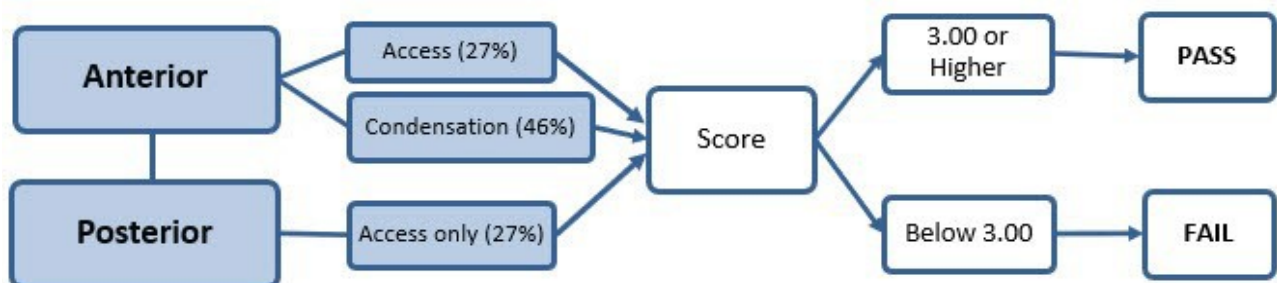 Anterior
Access (27%)
Condensation (46%)
Posterior
Access only (27%)
Score
3.00 or
Higher
PASS
Below 3.00
FAIL